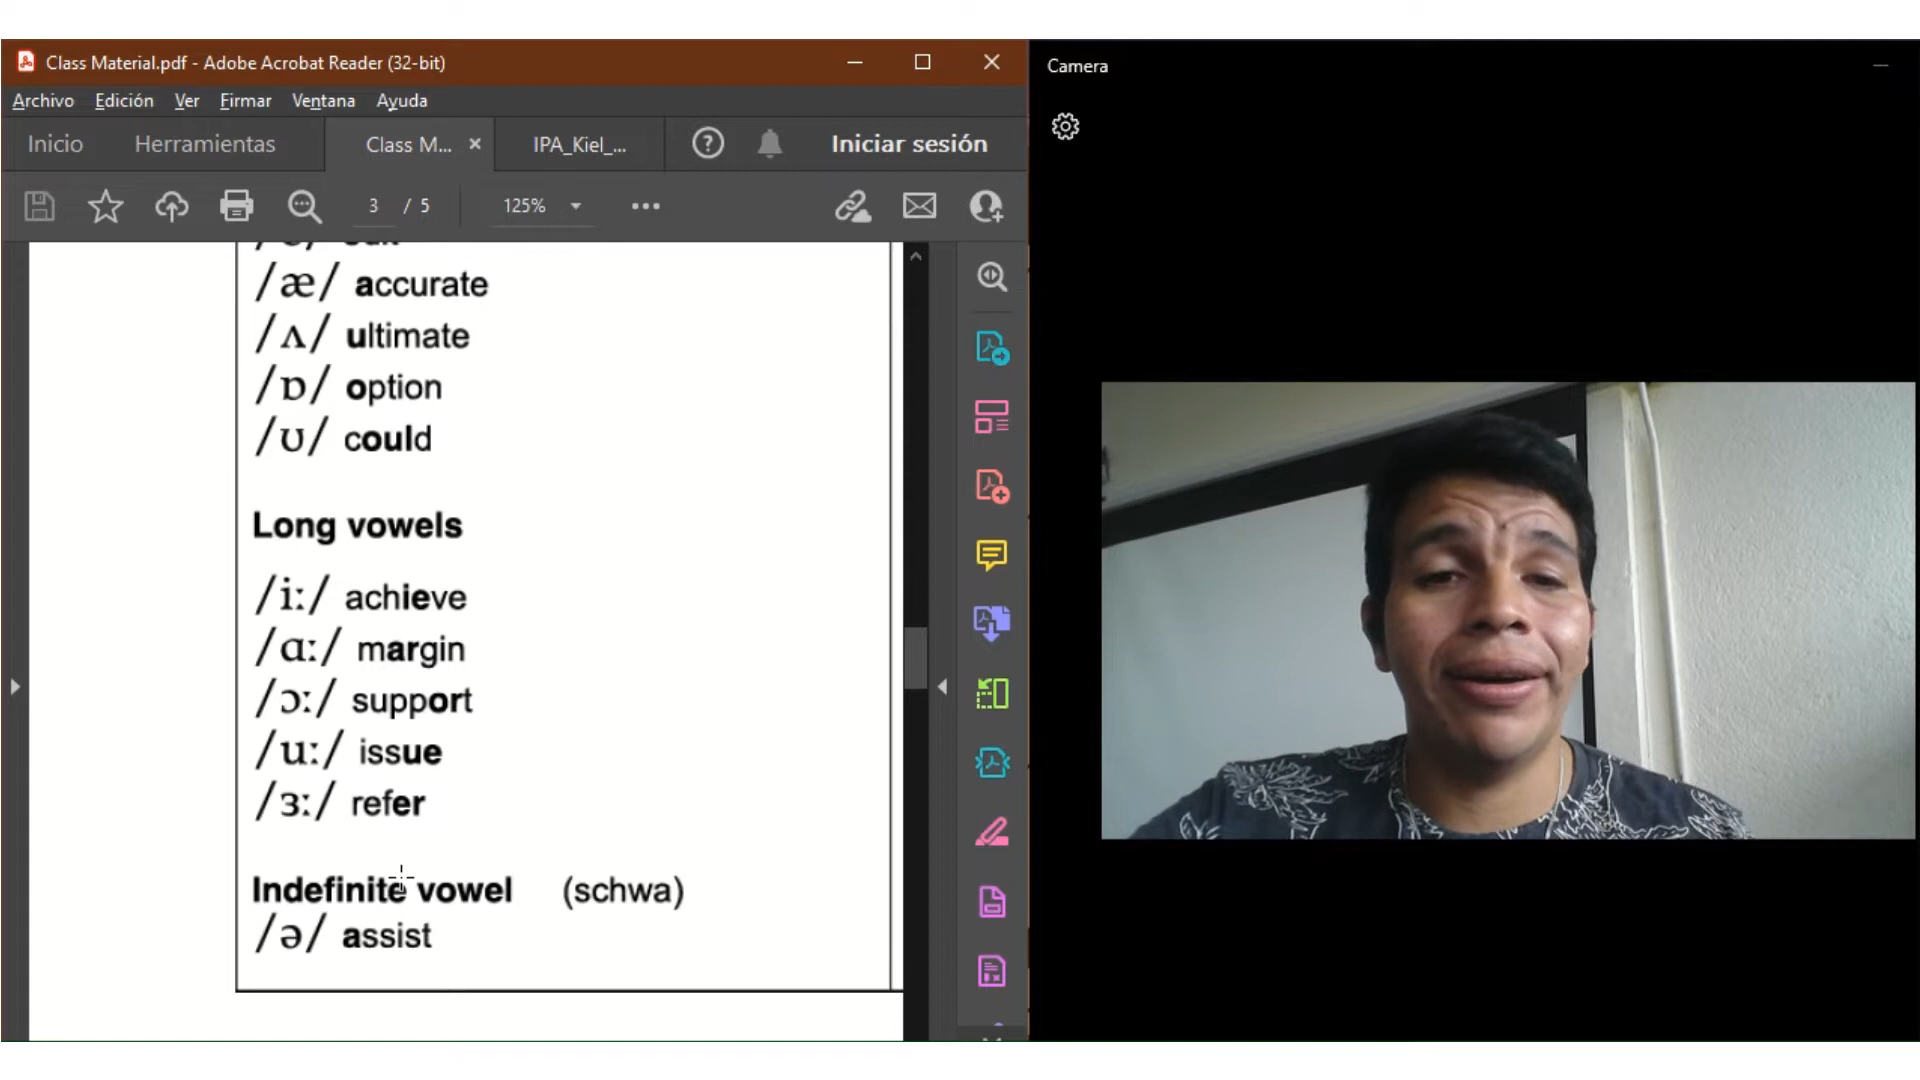 Class Material.pdf - Adobe Acrobat Reader (32-bit)
Archivo Edición Ver Firmar Ventana Ayuda
Inicio Herramientas Class M... IPA_Kiel_... Iniciar sesión
3 / 5 125%
/æ/ accurate
/ʌ/ ultimate
/ɒ/ option
/ʊ/ could
Long vowels
/iː/ achieve
/ɑː/ margin
/ɔː/ support
/uː/ issue
/ɜː/ refer
Indefinite vowel (schwa)
/ə/ assist
Camera